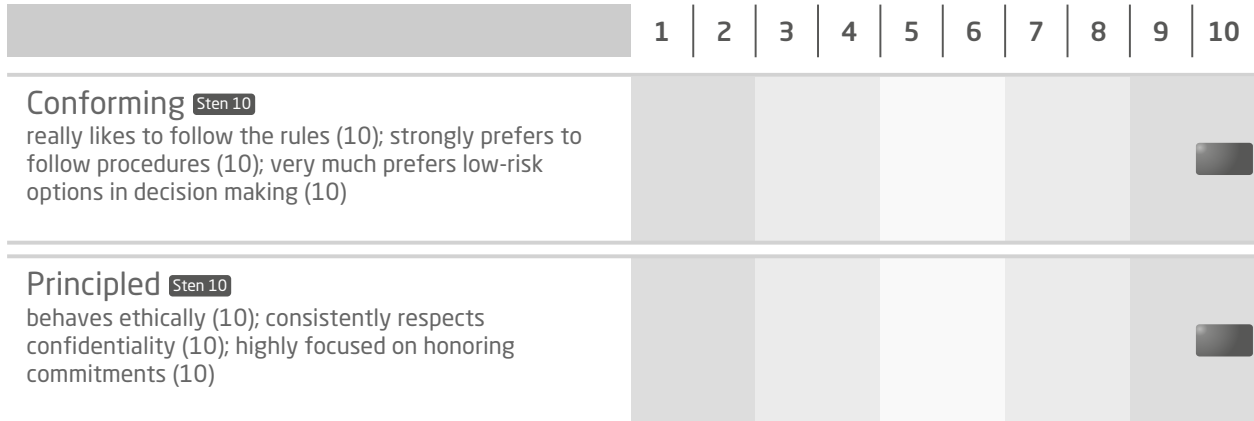 1 2 3 4 5 6 7 8 9 10
Conforming Sten 10
really likes to follow the rules (10); strongly prefers to
follow procedures (10); very much prefers low-risk
options in decision making (10)
Principled Sten 10
behaves ethically (10); consistently respects
confidentiality (10); highly focused on honoring
commitments (10)